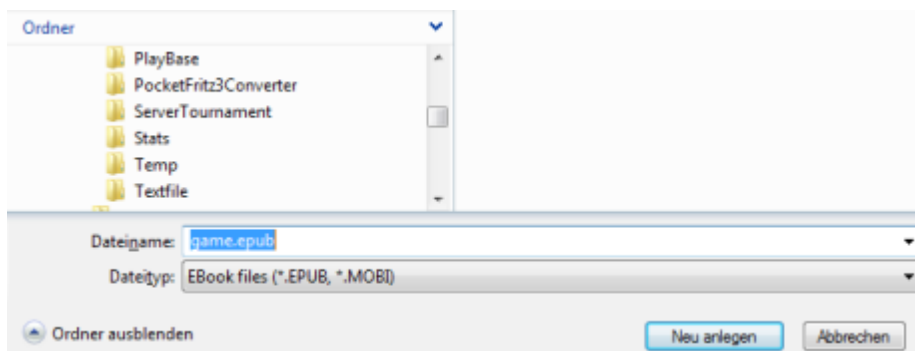 Ordner
PlayBase
PocketFritz3Converter
ServerTournament
Stats
Temp
Textfile
Dateiname: game.epub
Dateityp: EBook files (*.EPUB, *.MOBI)
Ordner ausblenden Neu anlegen Abbrechen